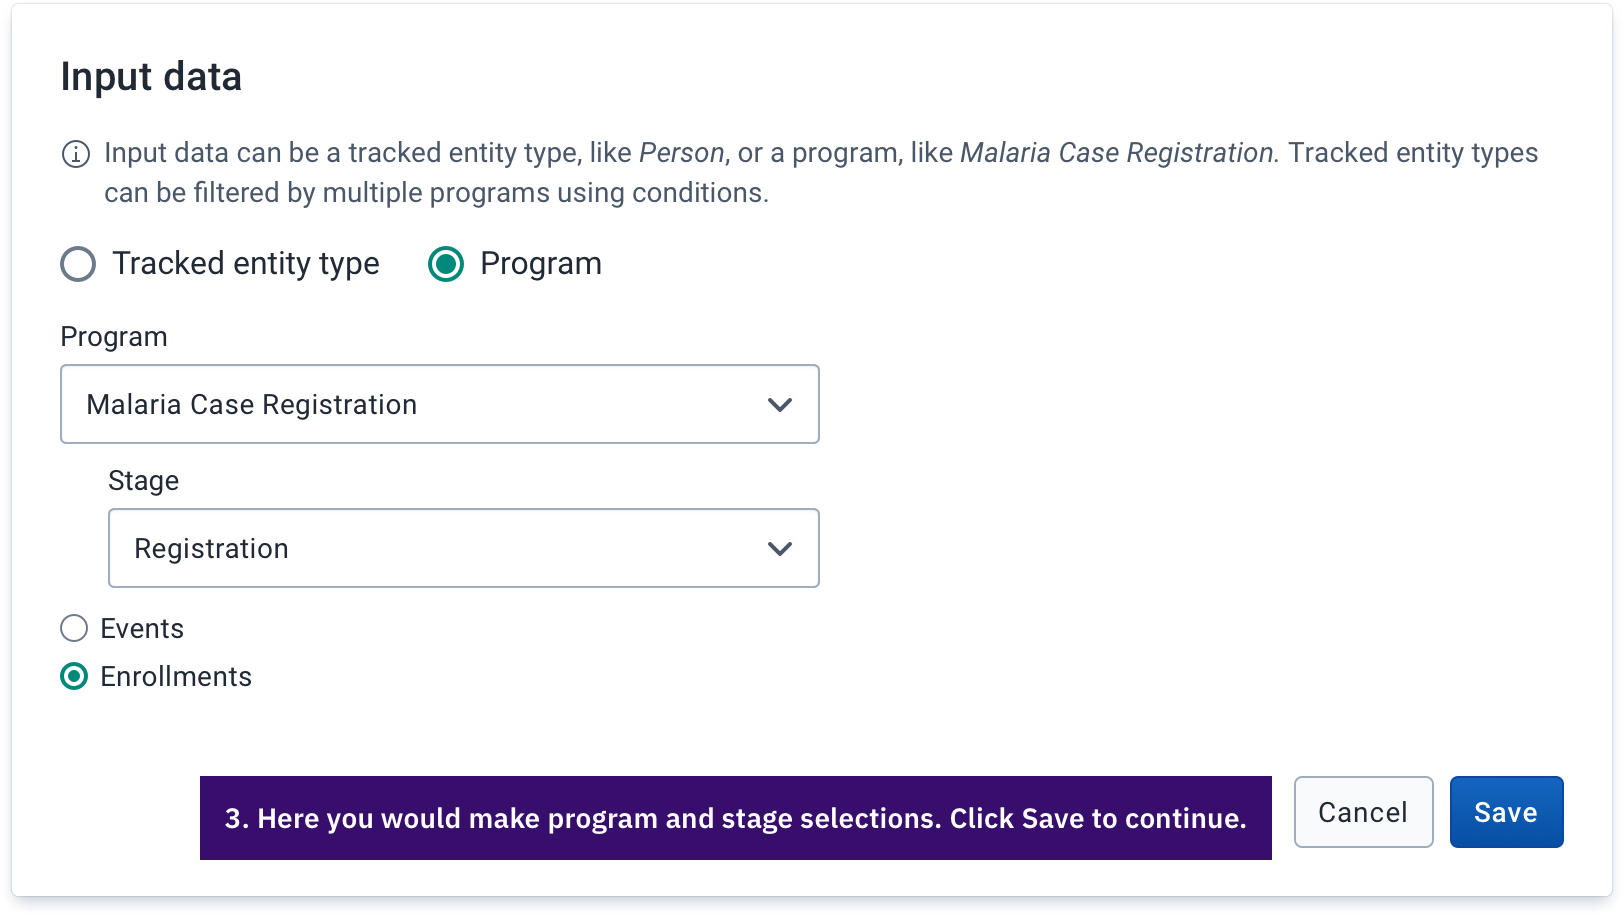 Input data
Input data can be a tracked entity type, like Person, or a program, like Malaria Case Registration. Tracked entity types
can be filtered by multiple programs using conditions.
Tracked entity type Program
Program
Malaria Case Registration
Stage
Registration
Events
Enrollments
3. Here you would make program and stage selections. Click Save to continue. Cancel Save